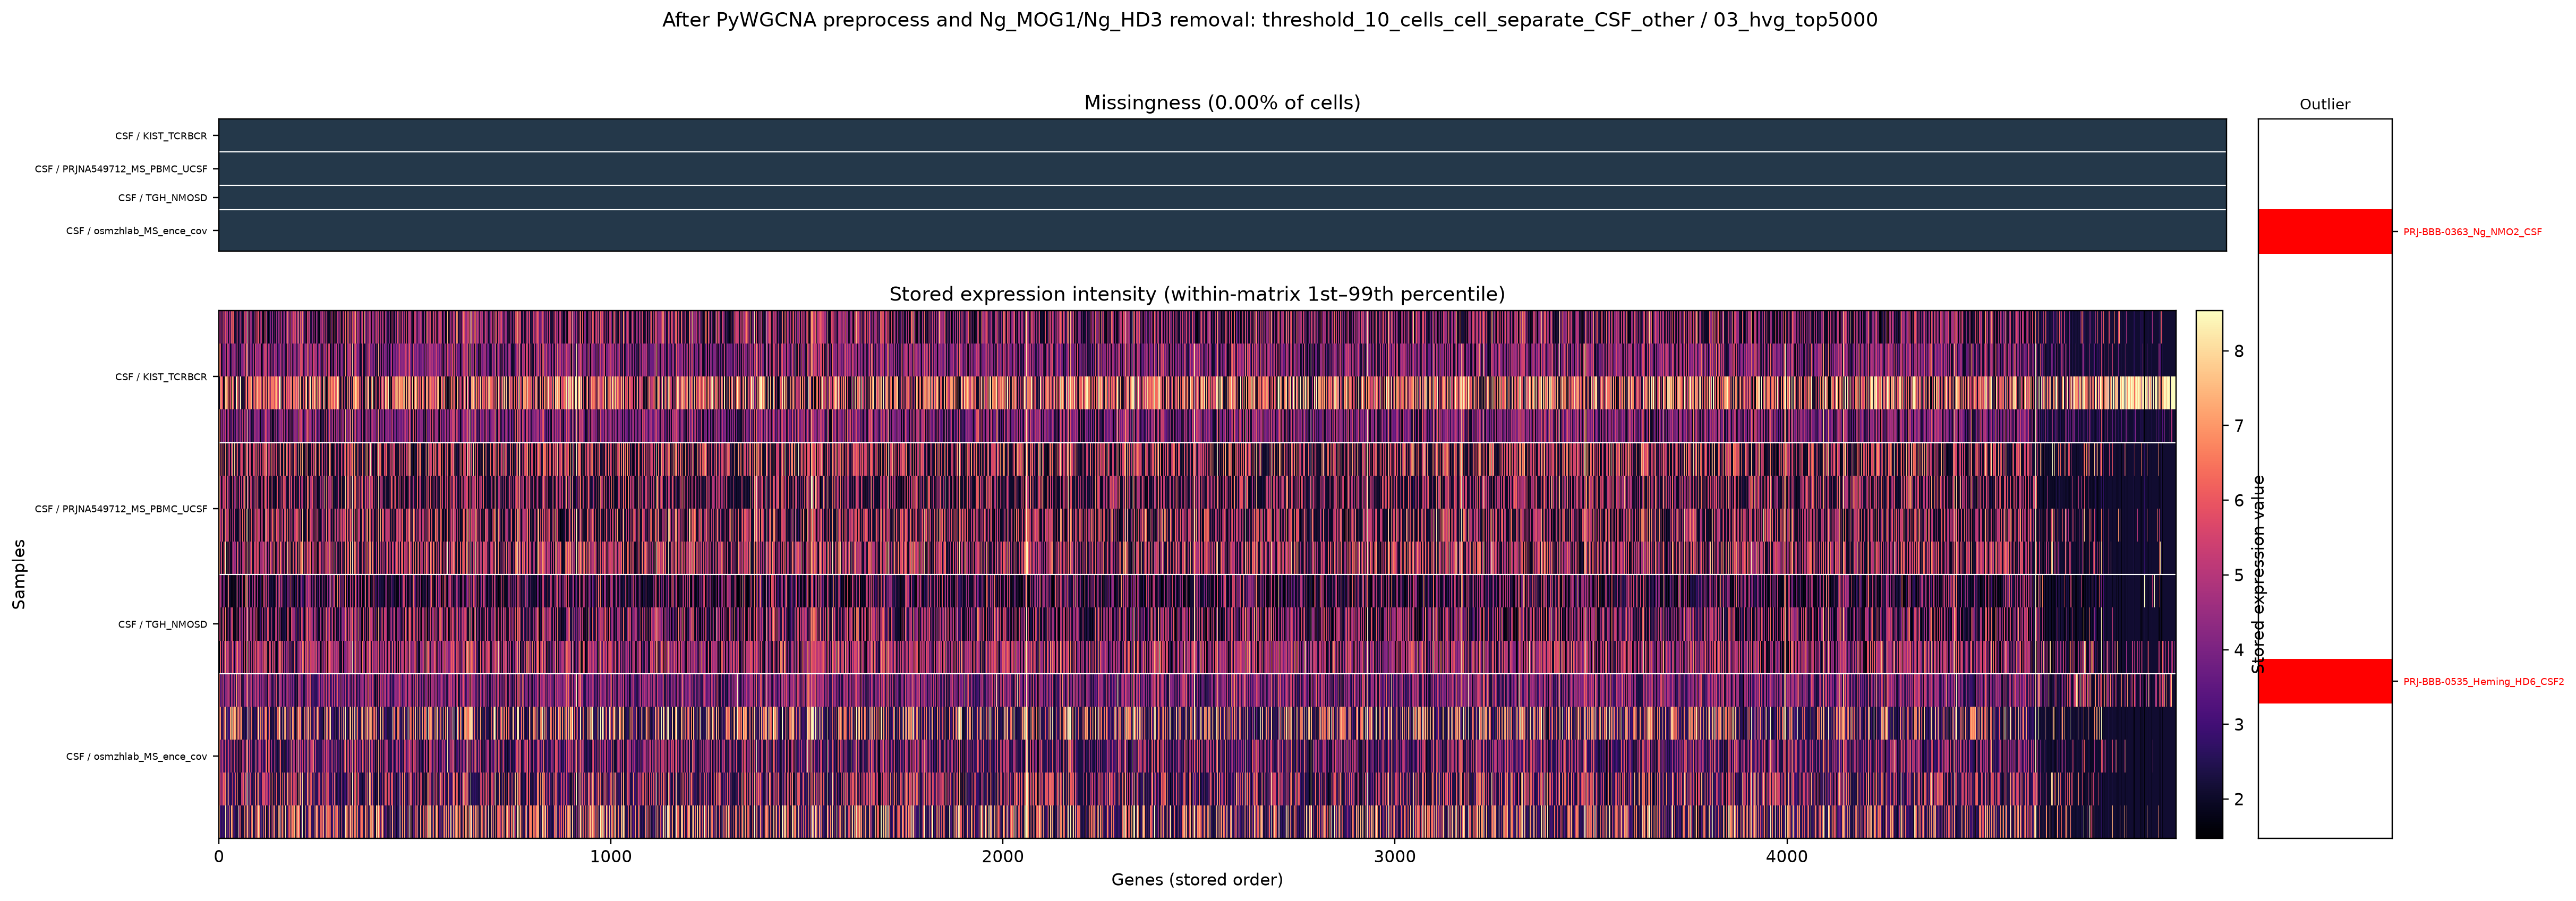 After PyWGCNA preprocess and Ng_MOG1/Ng_HD3 removal: threshold_10_cells_cell_separate_CSF_other / 03_hvg_top5000
Missingness (0.00% of cells)
Outlier
CSF / KIST_TCRBCR
CSF / PRJNA549712_MS_PBMC_UCSF
CSF / TGH_NMOSD
CSF / osmzhlab_MS_ence_cov
PRJ-BBB-0363_Ng_NMO2_CSF
Stored expression intensity (within-matrix 1st–99th percentile)
Samples
CSF / KIST_TCRBCR
CSF / PRJNA549712_MS_PBMC_UCSF
CSF / TGH_NMOSD
CSF / osmzhlab_MS_ence_cov
8
7
6
5
4
3
2
Stored expression value
PRJ-BBB-0535_Heming_HD6_CSF2
0 1000 2000 3000 4000
Genes (stored order)